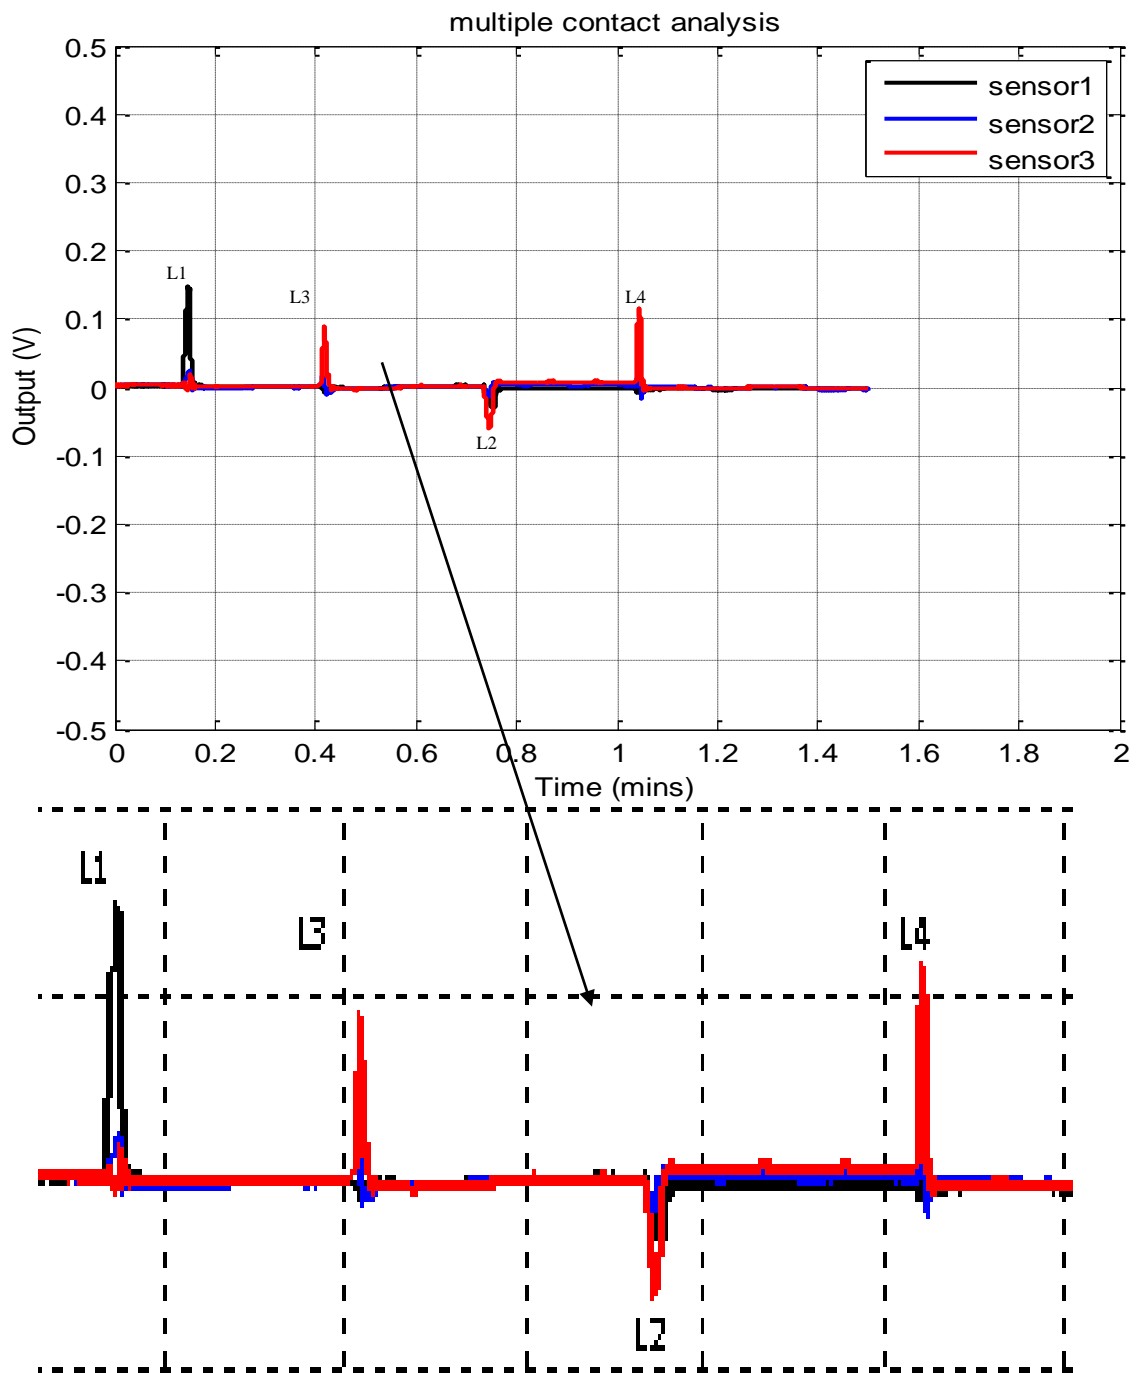 multiple contact analysis
0.5
0.4
0.3
0.2
0.1
0
-0.1
-0.2
-0.3
-0.4
-0.5
Output (V)
sensor1
sensor2
sensor3
L1
L3
L4
L2
0
0.2
0.4
0.6
0.8
1
1.2
1.4
1.6
1.8
2
Time (mins)
L1
L3
L4
L2